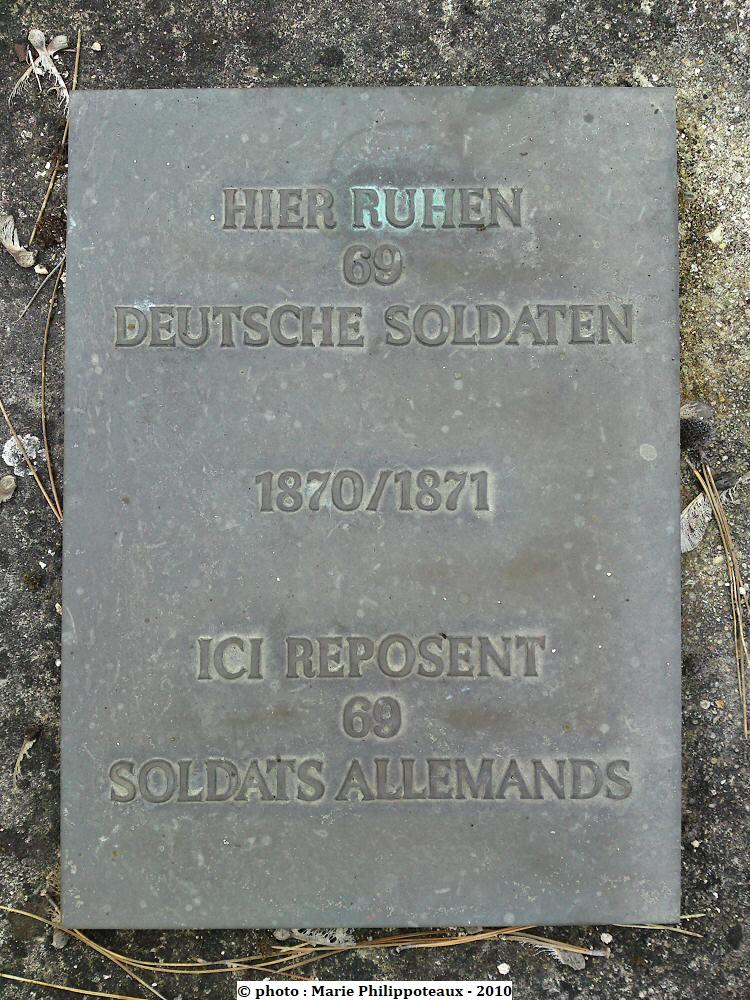 HIER RUHEN
69
DEUTSCHE SOLDATEN
1870/1871
ICI REPOSENT
69
SOLDATS ALLEMANDS
© photo : Marie Philippoteaux - 2010